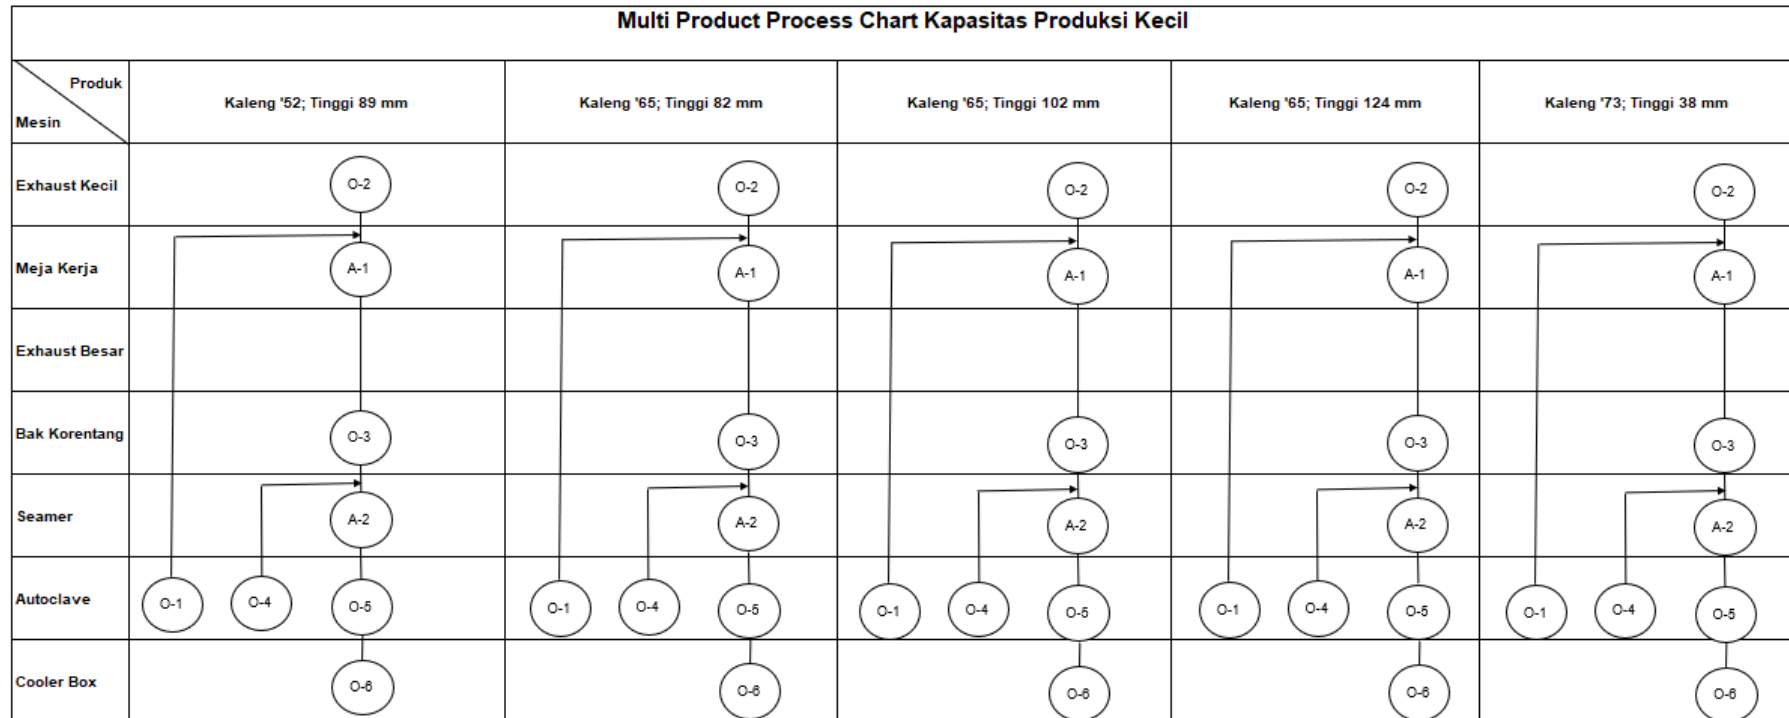 Multi Product Process Chart Kapasitas Produksi Kecil
Produk
Mesin
Kaleng '52; Tinggi 89 mm
Kaleng '65; Tinggi 82 mm
Kaleng '65; Tinggi 102 mm
Kaleng '65; Tinggi 124 mm
Kaleng '73; Tinggi 38 mm
Exhaust Kecil
O-2
O-2
O-2
O-2
O-2
Meja Kerja
A-1
A-1
A-1
A-1
A-1
Exhaust Besar
Bak Korentang
O-3
O-3
O-3
O-3
O-3
Seamer
A-2
A-2
A-2
A-2
A-2
Autoclave
O-1
O-4
O-5
O-1
O-4
O-5
O-1
O-4
O-5
O-1
O-4
O-5
O-1
O-4
O-5
Cooler Box
O-6
O-6
O-6
O-6
O-6